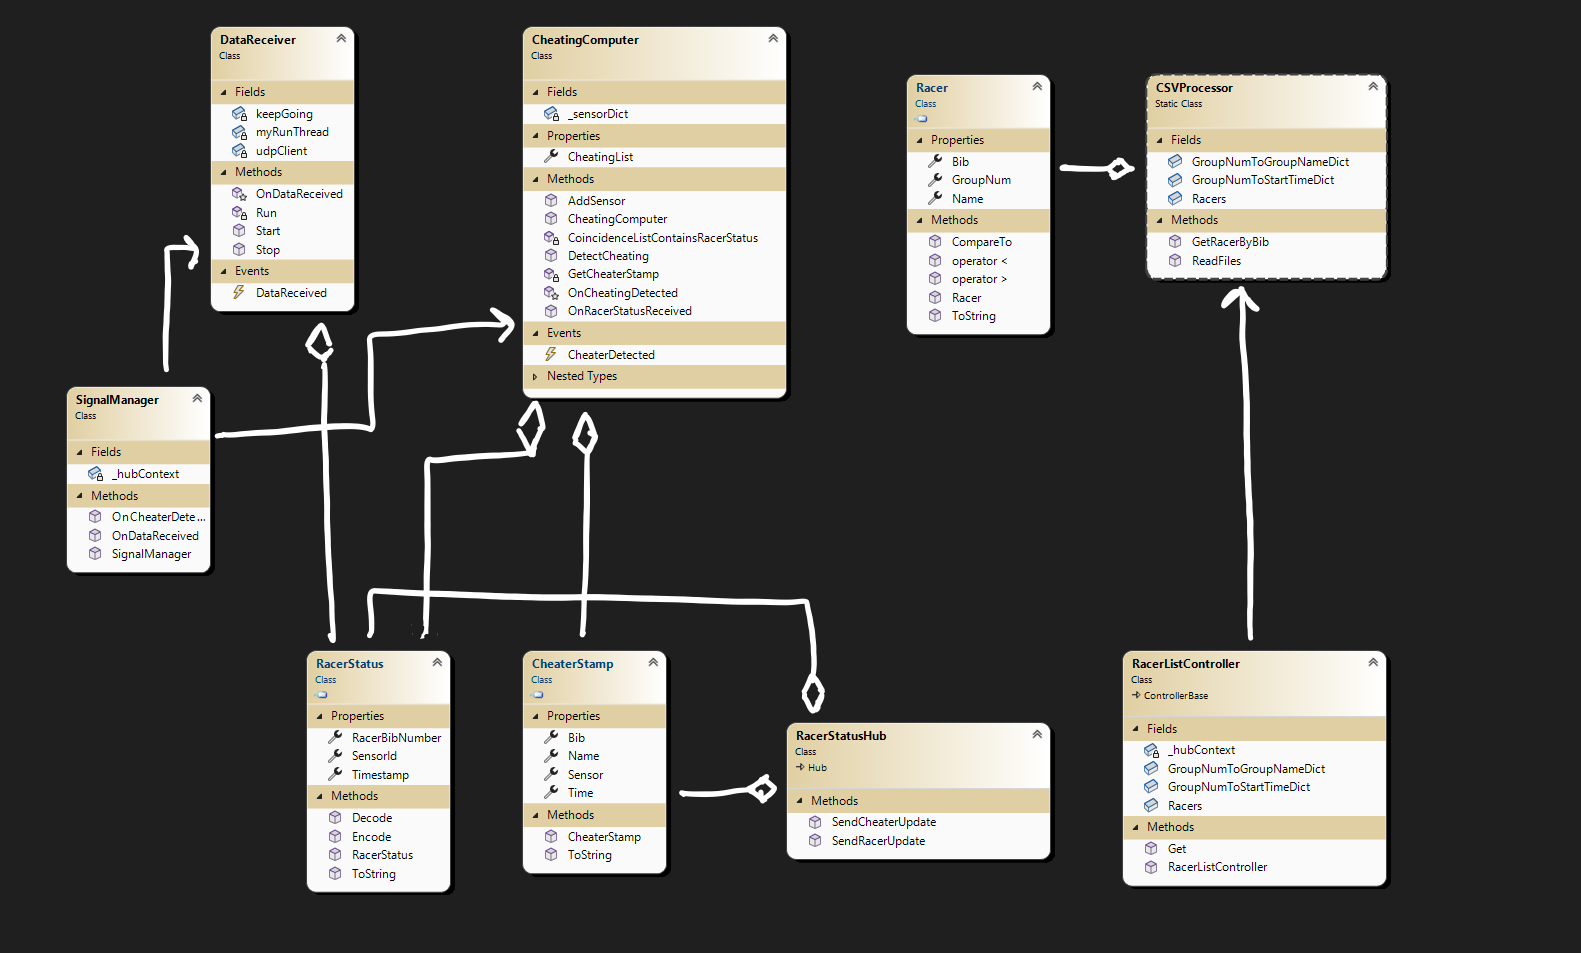 DataReceiver
Class
Fields
keepGoing
myRunThread
udpClient
Methods
OnDataReceived
Run
Start
Stop
Events
DataReceived
CheatingComputer
Class
Fields
_sensorDict
Properties
CheatingList
Methods
AddSensor
CheatingComputer
CoincidenceListContainsRacerStatus
DetectCheating
GetCheaterStamp
OnCheatingDetected
OnRacerStatusReceived
Events
CheaterDetected
Nested Types
Racer
Class
Properties
Bib
GroupNum
Name
Methods
CompareTo
operator <
operator >
Racer
ToString
CSVProcessor
Static Class
Fields
GroupNumToGroupNameDict
GroupNumToStartTimeDict
Racers
Methods
GetRacerByBib
ReadFiles
SignalManager
Class
Fields
_hubContext
Methods
OnCheaterDete...
OnDataReceived
SignalManager
RacerStatus
Class
Properties
RacerBibNumber
SensorId
Timestamp
Methods
Decode
Encode
RacerStatus
ToString
CheaterStamp
Class
Properties
Bib
Name
Sensor
Time
Methods
CheaterStamp
ToString
RacerStatusHub
Class
Hub
Methods
SendCheaterUpdate
SendRacerUpdate
RacerListController
Class
ControllerBase
Fields
_hubContext
GroupNumToGroupNameDict
GroupNumToStartTimeDict
Racers
Methods
Get
RacerListController